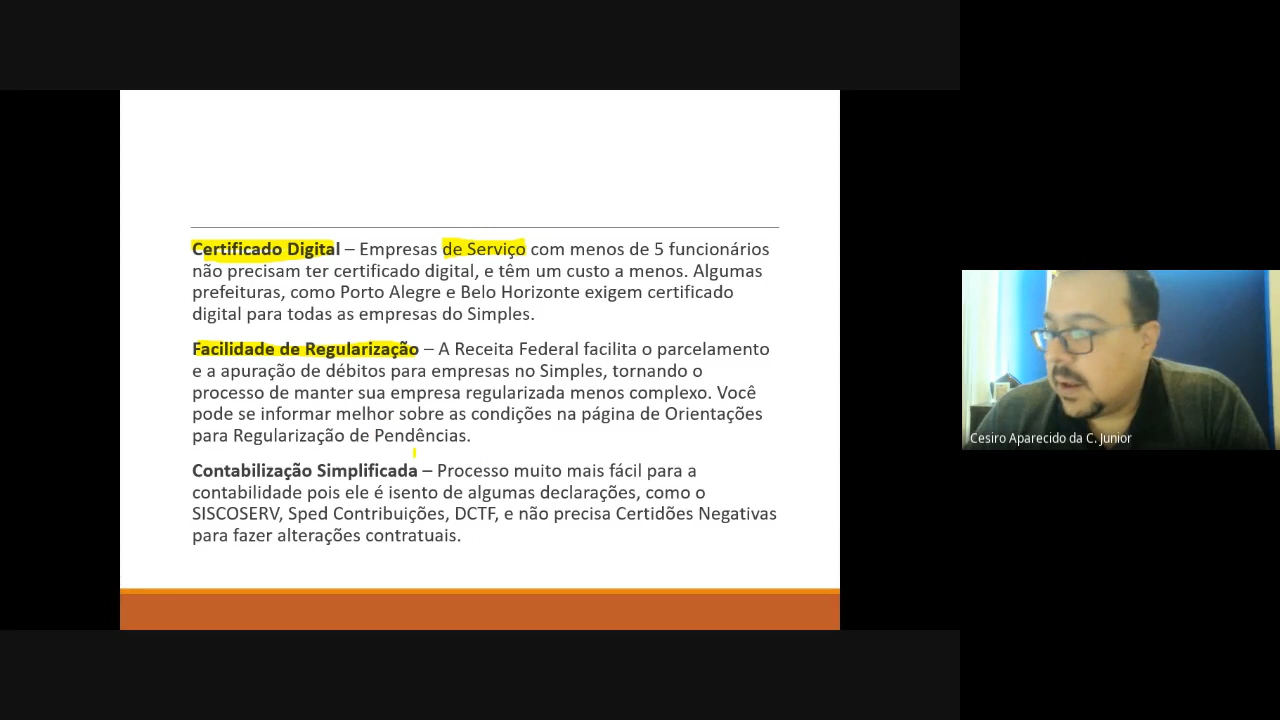 Certificado Digital – Empresas de Serviço com menos de 5 funcionários
não precisam ter certificado digital, e têm um custo a menos. Algumas
prefeituras, como Porto Alegre e Belo Horizonte exigem certificado
digital para todas as empresas do Simples.
Facilidade de Regularização – A Receita Federal facilita o parcelamento
e a apuração de débitos para empresas no Simples, tornando o
processo de manter sua empresa regularizada menos complexo. Você
pode se informar melhor sobre as condições na página de Orientações
para Regularização de Pendências.
Contabilização Simplificada – Processo muito mais fácil para a
contabilidade pois ele é isento de algumas declarações, como o
SISCOSERV, Sped Contribuições, DCTF, e não precisa Certidões Negativas
para fazer alterações contratuais.
Cesiro Aparecido da C. Junior